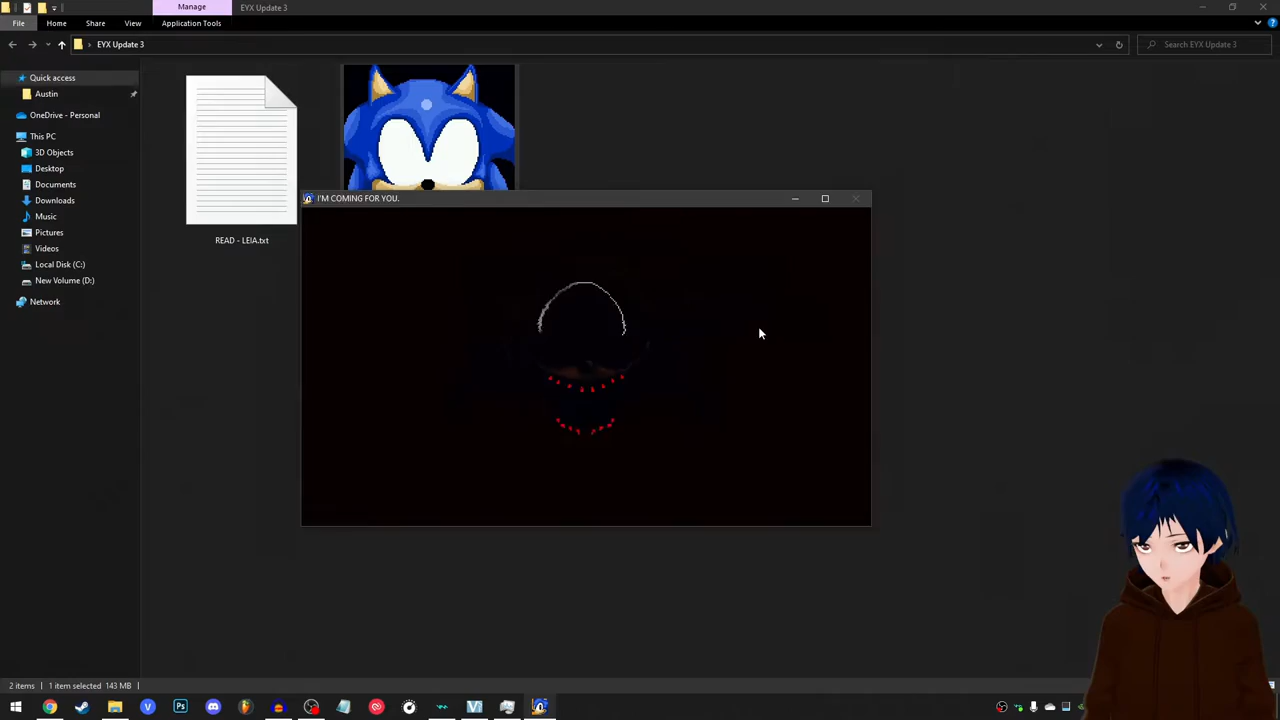 Manage
EYX Update 3
File
Home
Share
View
Application Tools
EYX Update 3
Search EYX Update 3
Quick access
Austin
OneDrive - Personal
This PC
3D Objects
Desktop
Documents
Downloads
Music
Pictures
Videos
Local Disk (C:)
New Volume (D:)
Network
READ - LEIA.txt
I'M COMING FOR YOU.
2 items
1 item selected 143 MB